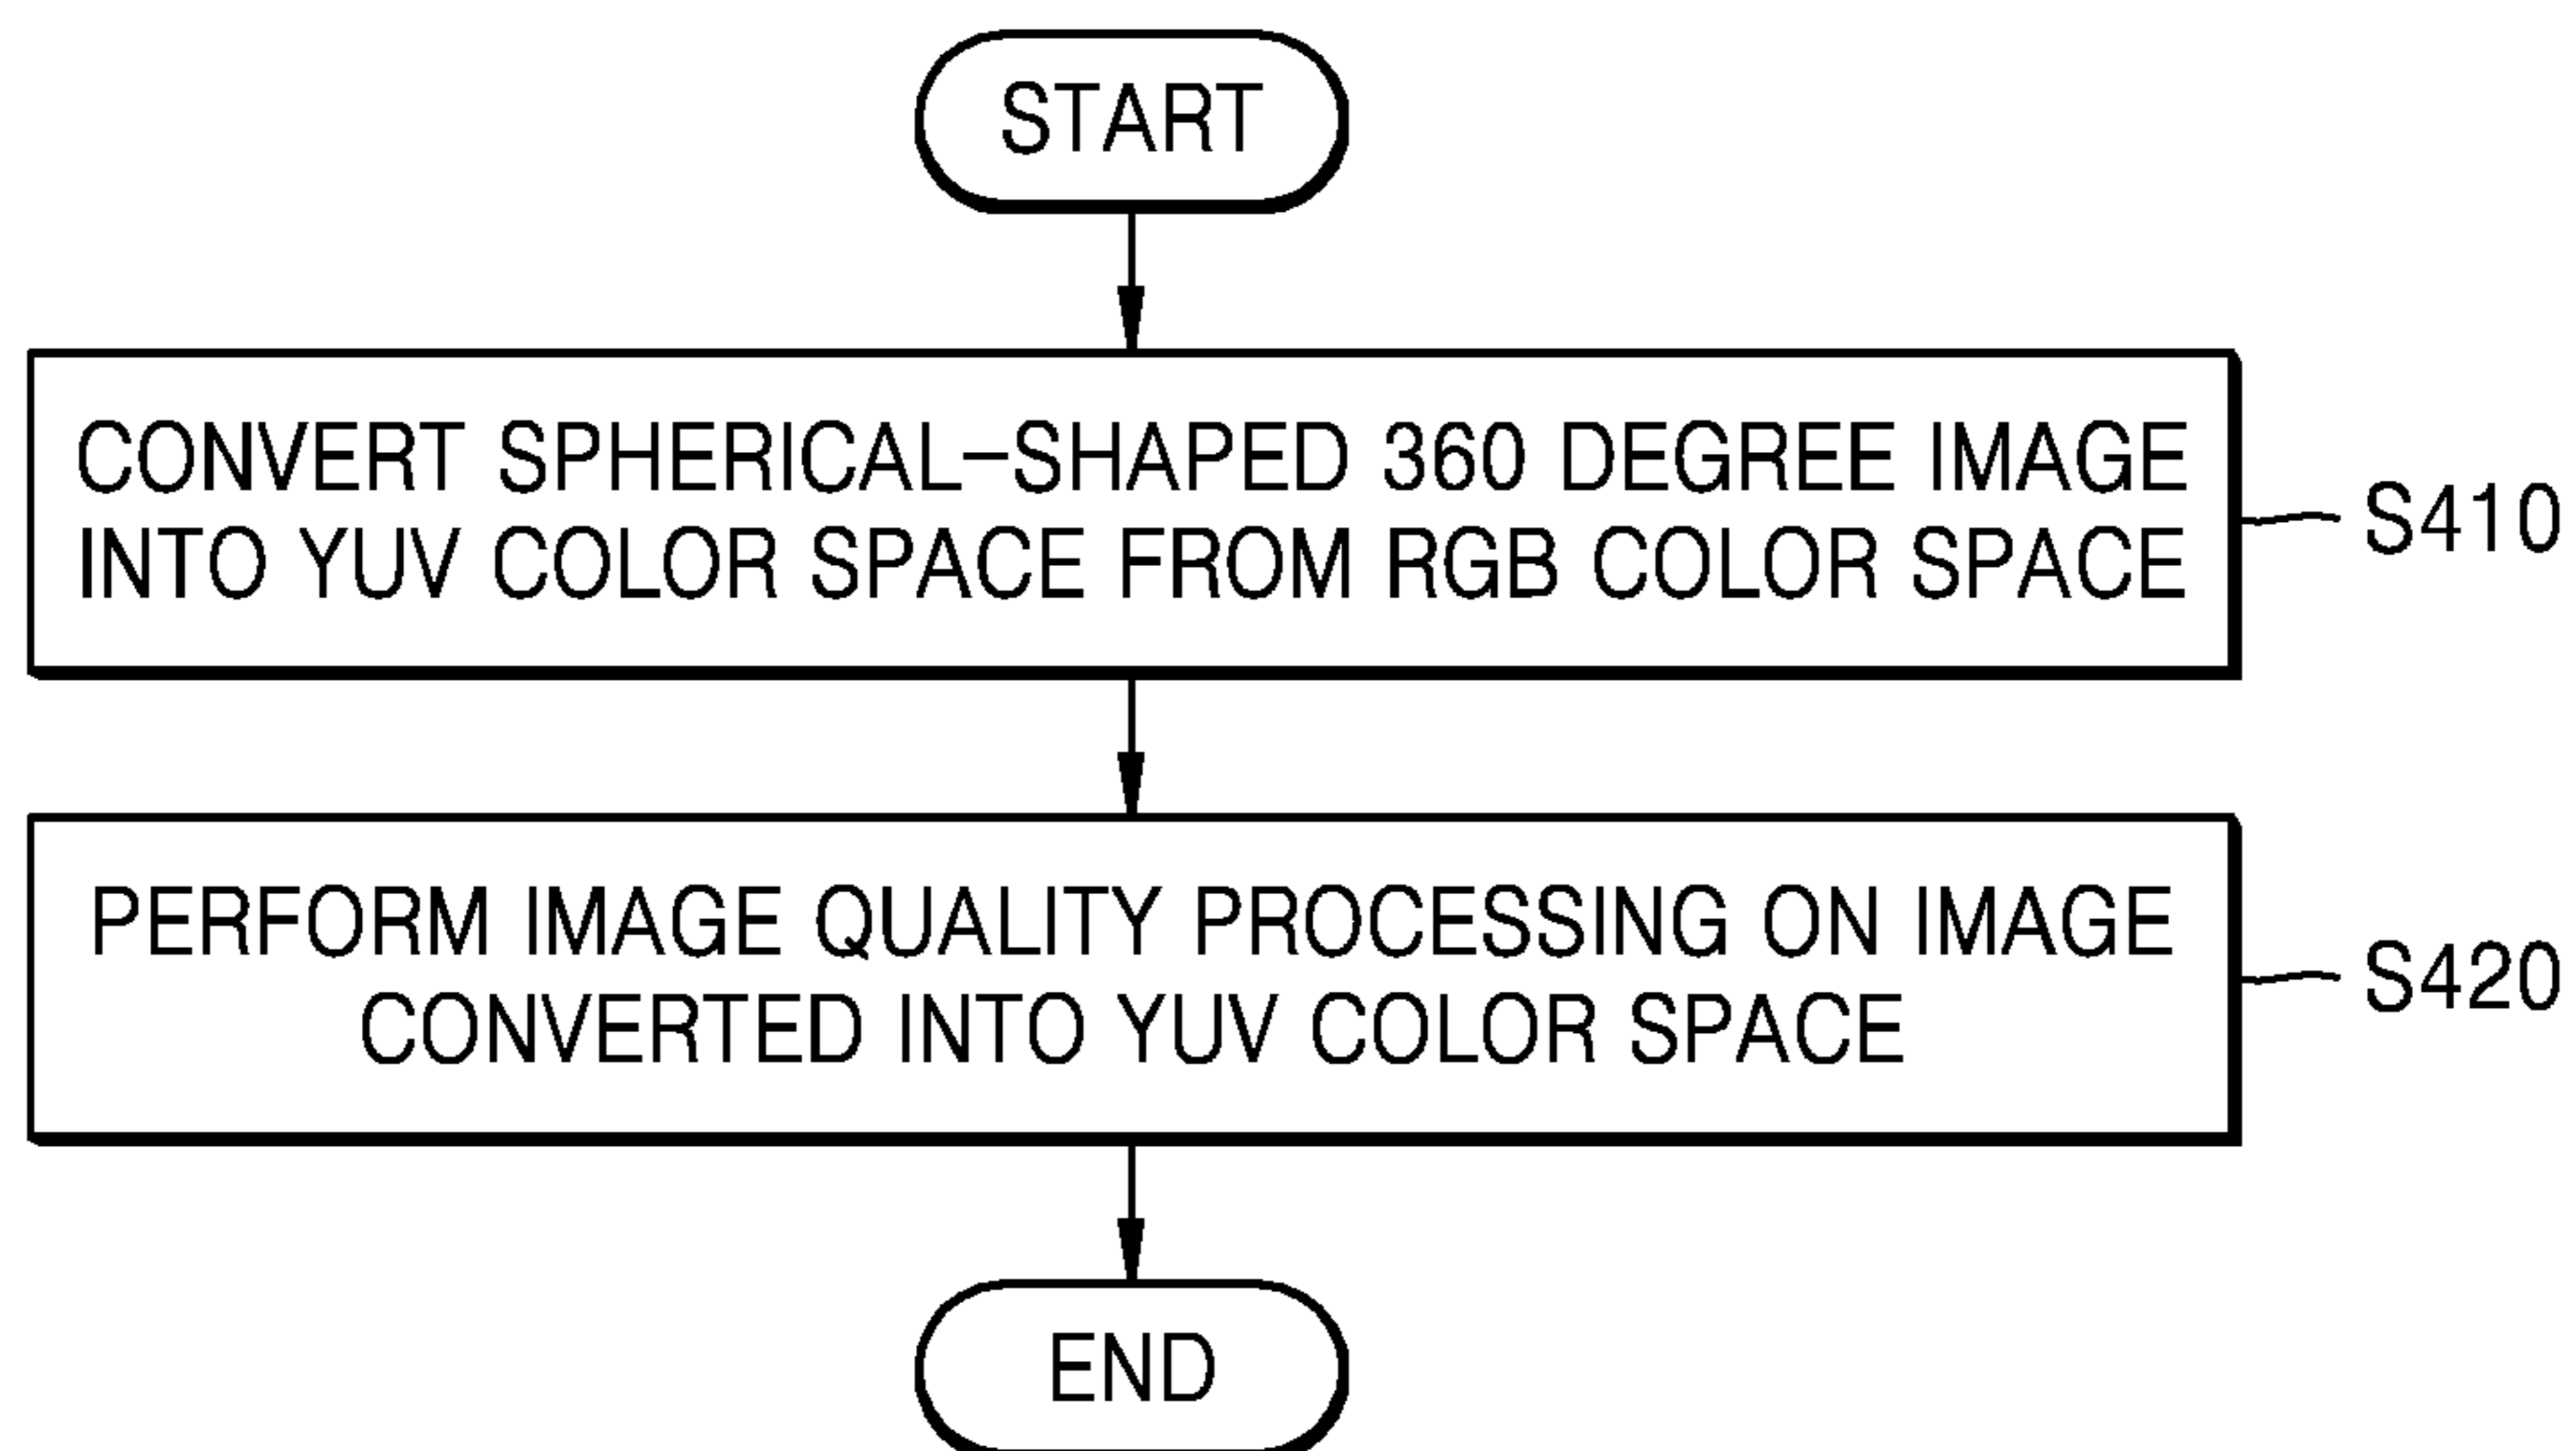 START
CONVERT SPHERICAL-SHAPED 360 DEGREE IMAGE
INTO YUV COLOR SPACE FROM RGB COLOR SPACE
S410
PERFORM IMAGE QUALITY PROCESSING ON IMAGE
CONVERTED INTO YUV COLOR SPACE
S420
END